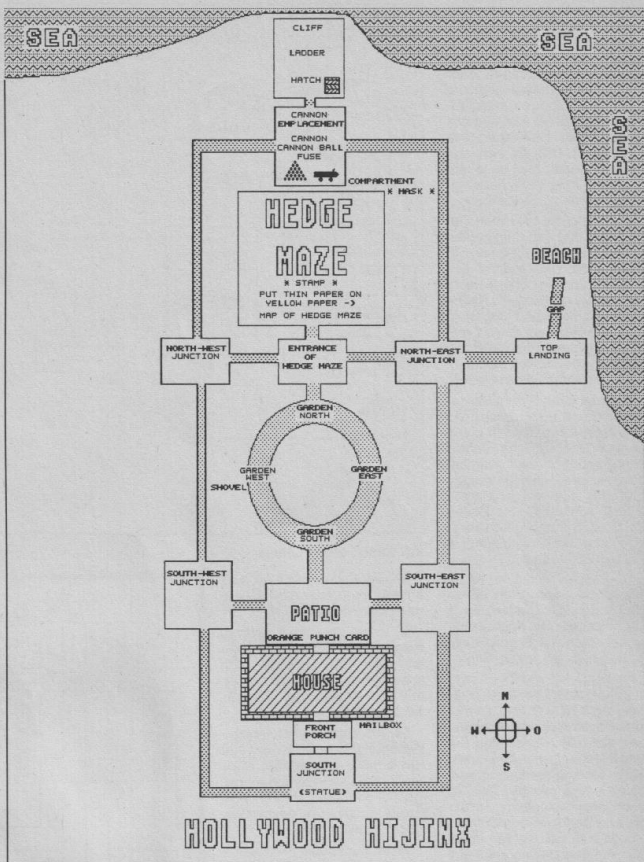 SEA
SEA
SEA
CLIFF
LADDER
HATCH
CANNON
EMPLACEMENT
CANNON
CANNON BALL
FUSE
COMPARTMENT
* MASK *
HEDGE
MAZE
* STAMP *
PUT THIN PAPER ON
YELLOW PAPER ->
MAP OF HEDGE MAZE
BEACH
GAP
NORTH-WEST
JUNCTION
ENTRANCE
OF
HEDGE MAZE
NORTH-EAST
JUNCTION
TOP
LANDING
GARDEN
NORTH
GARDEN
WEST
SHOVEL
GARDEN
EAST
GARDEN
SOUTH
SOUTH-WEST
JUNCTION
SOUTH-EAST
JUNCTION
PATIO
ORANGE PUNCH CARD
HOUSE
MAILBOX
FRONT
PORCH
SOUTH
JUNCTION
<STATUE>
N
W
O
S
HOLLYWOOD HIJINX